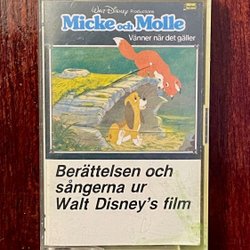 Walt Disney Productions
Micke och Molle
Vänner när det gäller
Berättelsen och
sångerna ur
Walt Disney's film